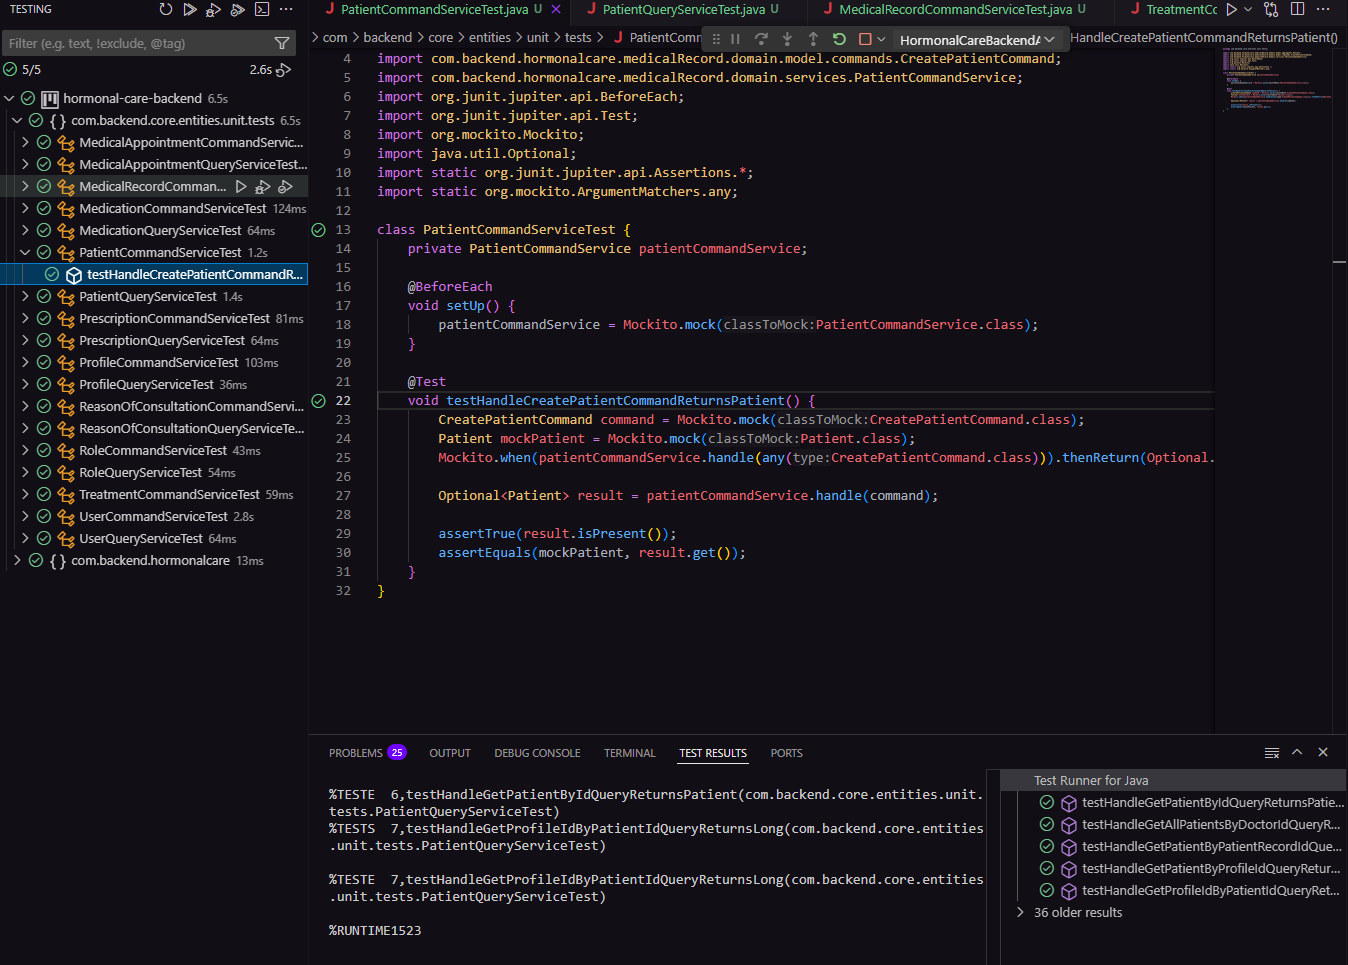 TESTING
Filter (e.g. text, !exclude, @tag)
5/5
2.6s
hormonal-care-backend 6.5s
{ } com.backend.core.entities.unit.tests 6.5s
MedicalAppointmentCommandServic...
MedicalAppointmentQueryServiceTest...
MedicalRecordComman...
MedicationCommandServiceTest 124ms
MedicationQueryServiceTest 64ms
PatientCommandServiceTest 1.2s
testHandleCreatePatientCommandR...
PatientQueryServiceTest 1.4s
PrescriptionCommandServiceTest 81ms
PrescriptionQueryServiceTest 64ms
ProfileCommandServiceTest 103ms
ProfileQueryServiceTest 36ms
ReasonOfConsultationCommandServi...
ReasonOfConsultationQueryServiceTe...
RoleCommandServiceTest 43ms
RoleQueryServiceTest 54ms
TreatmentCommandServiceTest 59ms
UserCommandServiceTest 2.8s
UserQueryServiceTest 64ms
{ } com.backend.hormonalcare 13ms
J PatientCommandServiceTest.java U
J PatientQueryServiceTest.java U
J MedicalRecordCommandServiceTest.java U
J TreatmentCo
> com > backend > core > entities > unit > tests > J PatientComm
HormonalCareBackendA
HandleCreatePatientCommandReturnsPatient()
4 import com.backend.hormonalcare.medicalRecord.domain.model.commands.CreatePatientCommand;
5 import com.backend.hormonalcare.medicalRecord.domain.services.PatientCommandService;
6 import org.junit.jupiter.api.BeforeEach;
7 import org.junit.jupiter.api.Test;
8 import org.mockito.Mockito;
9 import java.util.Optional;
10 import static org.junit.jupiter.api.Assertions.*;
11 import static org.mockito.ArgumentMatchers.any;
12
13 class PatientCommandServiceTest {
14 private PatientCommandService patientCommandService;
15
16 @BeforeEach
17 void setUp() {
18 patientCommandService = Mockito.mock(classToMock:PatientCommandService.class);
19 }
20
21 @Test
22 void testHandleCreatePatientCommandReturnsPatient() {
23 CreatePatientCommand command = Mockito.mock(classToMock:CreatePatientCommand.class);
24 Patient mockPatient = Mockito.mock(classToMock:Patient.class);
25 Mockito.when(patientCommandService.handle(any(type:CreatePatientCommand.class))).thenReturn(Optional.
26
27 Optional<Patient> result = patientCommandService.handle(command);
28
29 assertTrue(result.isPresent());
30 assertEquals(mockPatient, result.get());
31 }
32 }
PROBLEMS 25 OUTPUT DEBUG CONSOLE TERMINAL TEST RESULTS PORTS
%TESTE 6,testHandleGetPatientByIdQueryReturnsPatient(com.backend.core.entities.unit.
tests.PatientQueryServiceTest)
%TESTS 7,testHandleGetProfileIdByPatientIdQueryReturnsLong(com.backend.core.entities
.unit.tests.PatientQueryServiceTest)
%TESTE 7,testHandleGetProfileIdByPatientIdQueryReturnsLong(com.backend.core.entities
.unit.tests.PatientQueryServiceTest)
%RUNTIME1523
Test Runner for Java
testHandleGetPatientByIdQueryReturnsPatie...
testHandleGetAllPatientsByDoctorIdQueryR...
testHandleGetPatientByPatientRecordIdQue...
testHandleGetPatientByProfileIdQueryRetur...
testHandleGetProfileIdByPatientIdQueryRet...
36 older results